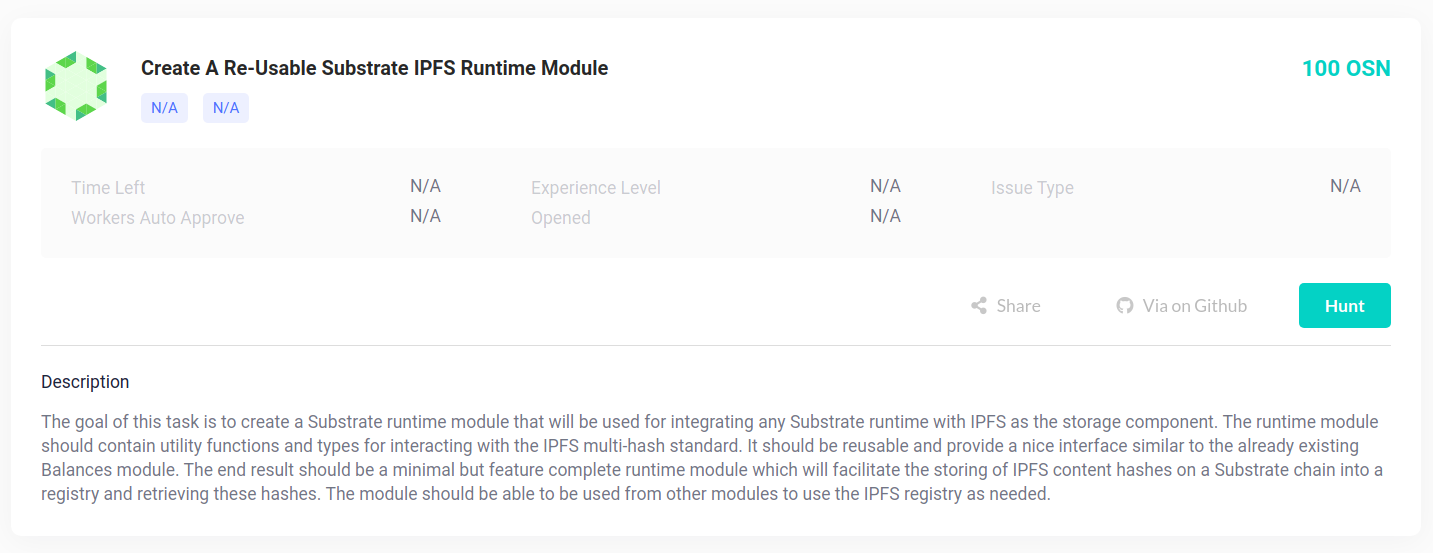 Create A Re-Usable Substrate IPFS Runtime Module
100 OSN
N/A N/A
Time Left N/A Experience Level N/A Issue Type N/A
Workers Auto Approve N/A Opened N/A
Share Via on Github Hunt
Description
The goal of this task is to create a Substrate runtime module that will be used for integrating any Substrate runtime with IPFS as the storage component. The runtime module
should contain utility functions and types for interacting with the IPFS multi-hash standard. It should be reusable and provide a nice interface similar to the already existing
Balances module. The end result should be a minimal but feature complete runtime module which will facilitate the storing of IPFS content hashes on a Substrate chain into a
registry and retrieving these hashes. The module should be able to be used from other modules to use the IPFS registry as needed.